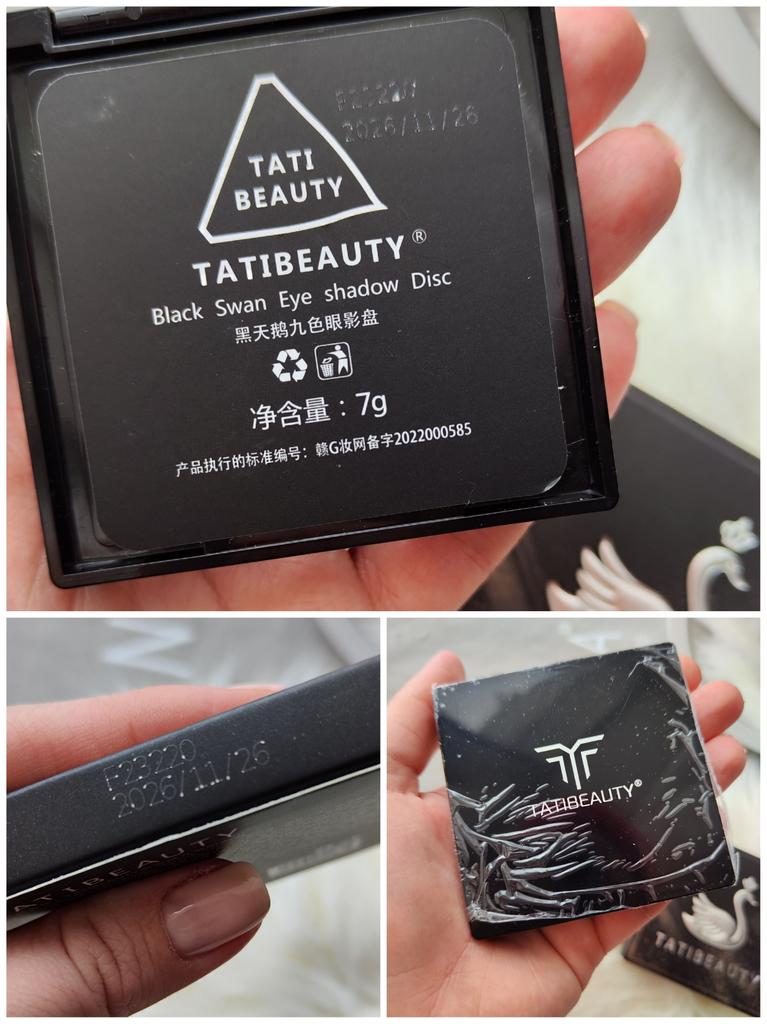 F23220
2026/11/26
TATI
BEAUTY
TATIBEAUTY®
Black Swan Eye shadow Disc
黑天鹅九色眼影盘
净含量：7g
产品执行的标准编号：赣G妆网备字2022000585
F23220
2026/11/26
ATIBEAUTY
TATIBEAUTY®
TATIBEAUTY